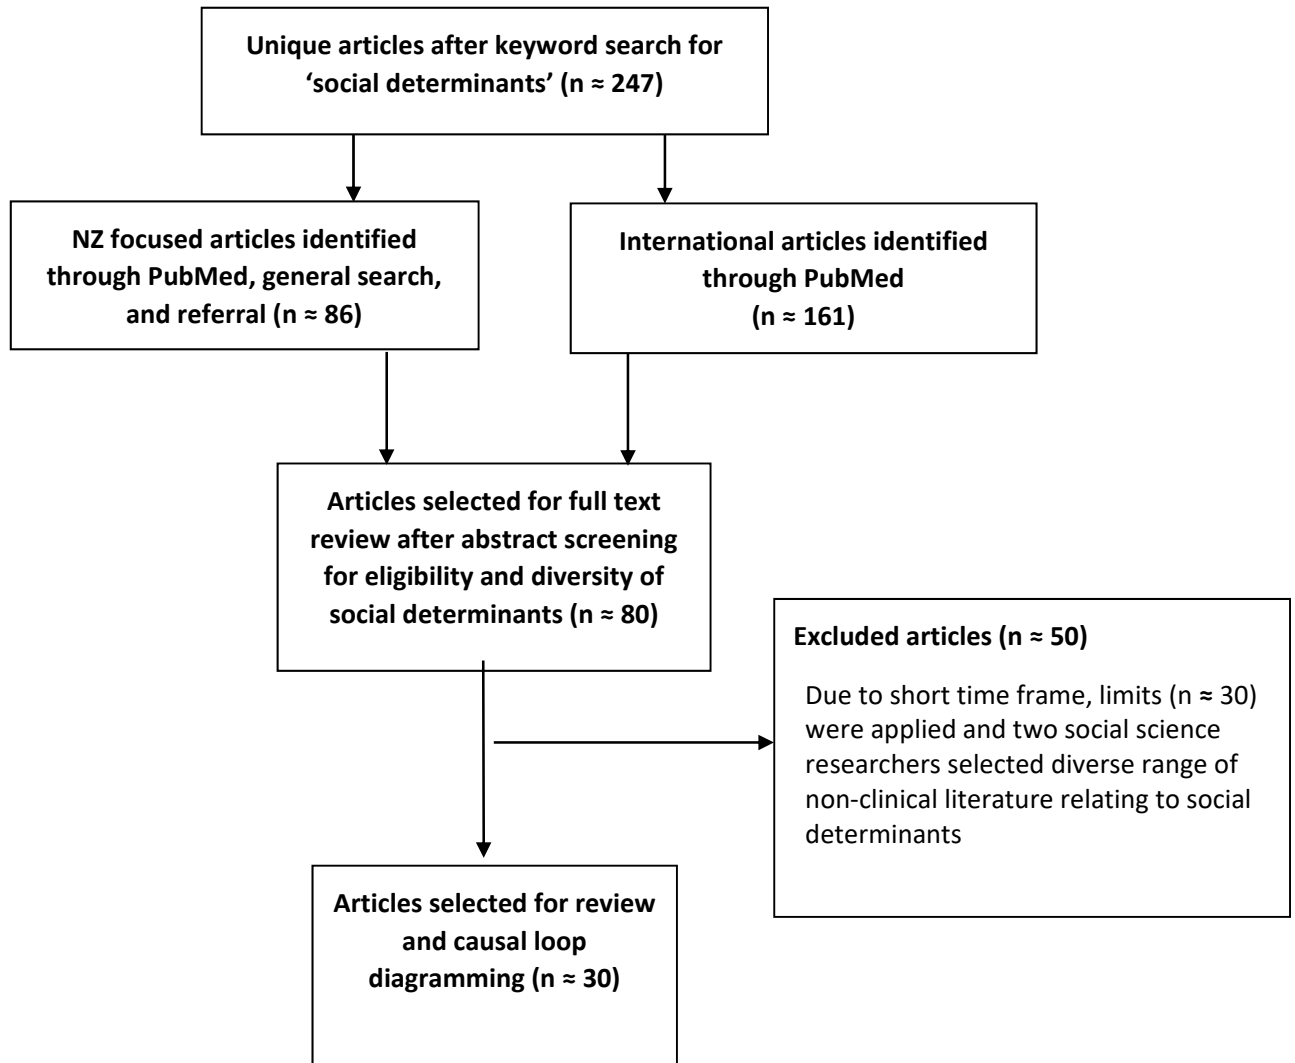 Unique articles after keyword search for
‘social determinants’ (n ≈ 247)
NZ focused articles identified
through PubMed, general search,
and referral (n ≈ 86)
International articles identified
through PubMed
(n ≈ 161)
Articles selected for full text
review after abstract screening
for eligibility and diversity of
social determinants (n ≈ 80)
Excluded articles (n ≈ 50)
Due to short time frame, limits (n ≈ 30)
were applied and two social science
researchers selected diverse range of
non-clinical literature relating to social
determinants
Articles selected for review
and causal loop
diagramming (n ≈ 30)